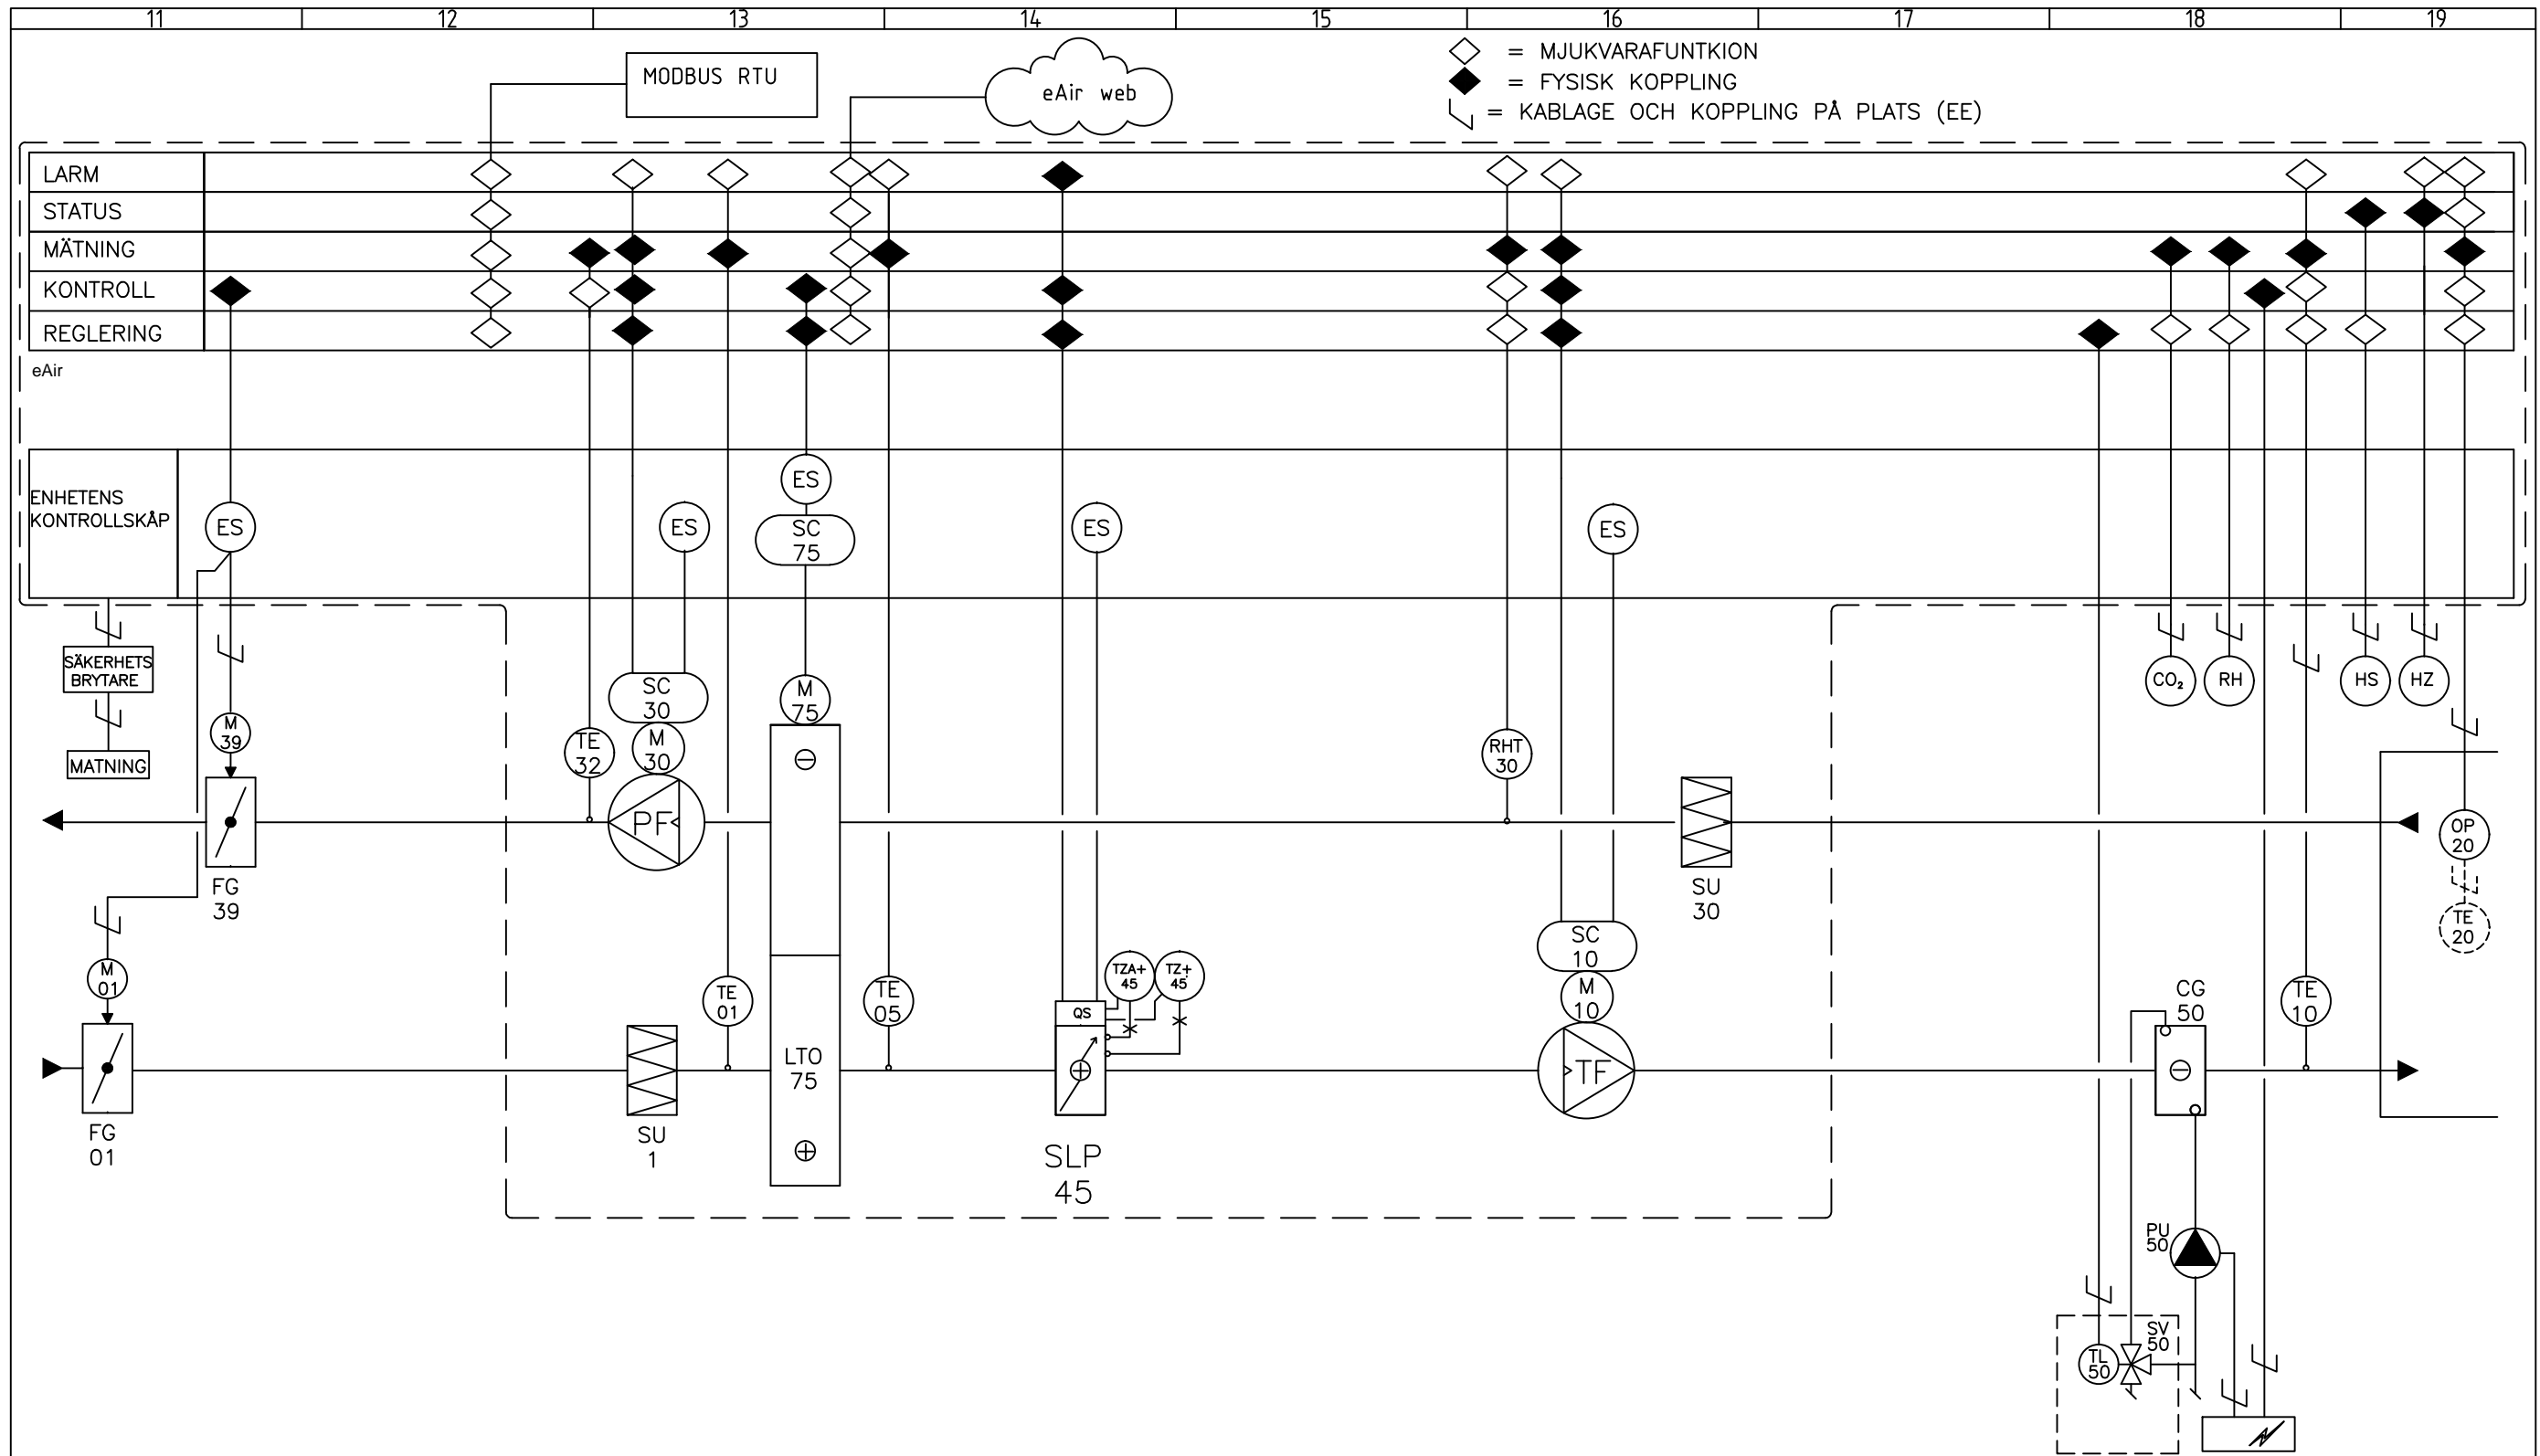 11 12 13 14 15 16 17 18 19
MODBUS RTU
eAir web
= MJUKVARAFUNTKION
= FYSISK KOPPLING
= KABLAGE OCH KOPPLING PÅ PLATS (EE)
LARM
STATUS
MÄTNING
KONTROLL
REGLERING
eAir
ENHETENS
KONTROLLSKÅP
ES
ES
ES
SC
75
ES
ES
SÄKERHETS
BRYTARE
MATNING
M
39
FG
39
M
01
FG
01
TE
32
SC
30
M
30
PF
M
75
TE
01
SU
1
LTO
75
TE
05
QS
TZA+
45
TZ+
45
SLP
45
RHT
30
SC
10
M
10
TF
SU
30
CO₂
RH
HS
HZ
OP
20
TE
20
CG
50
TE
10
PU
50
SV
50
TL
50